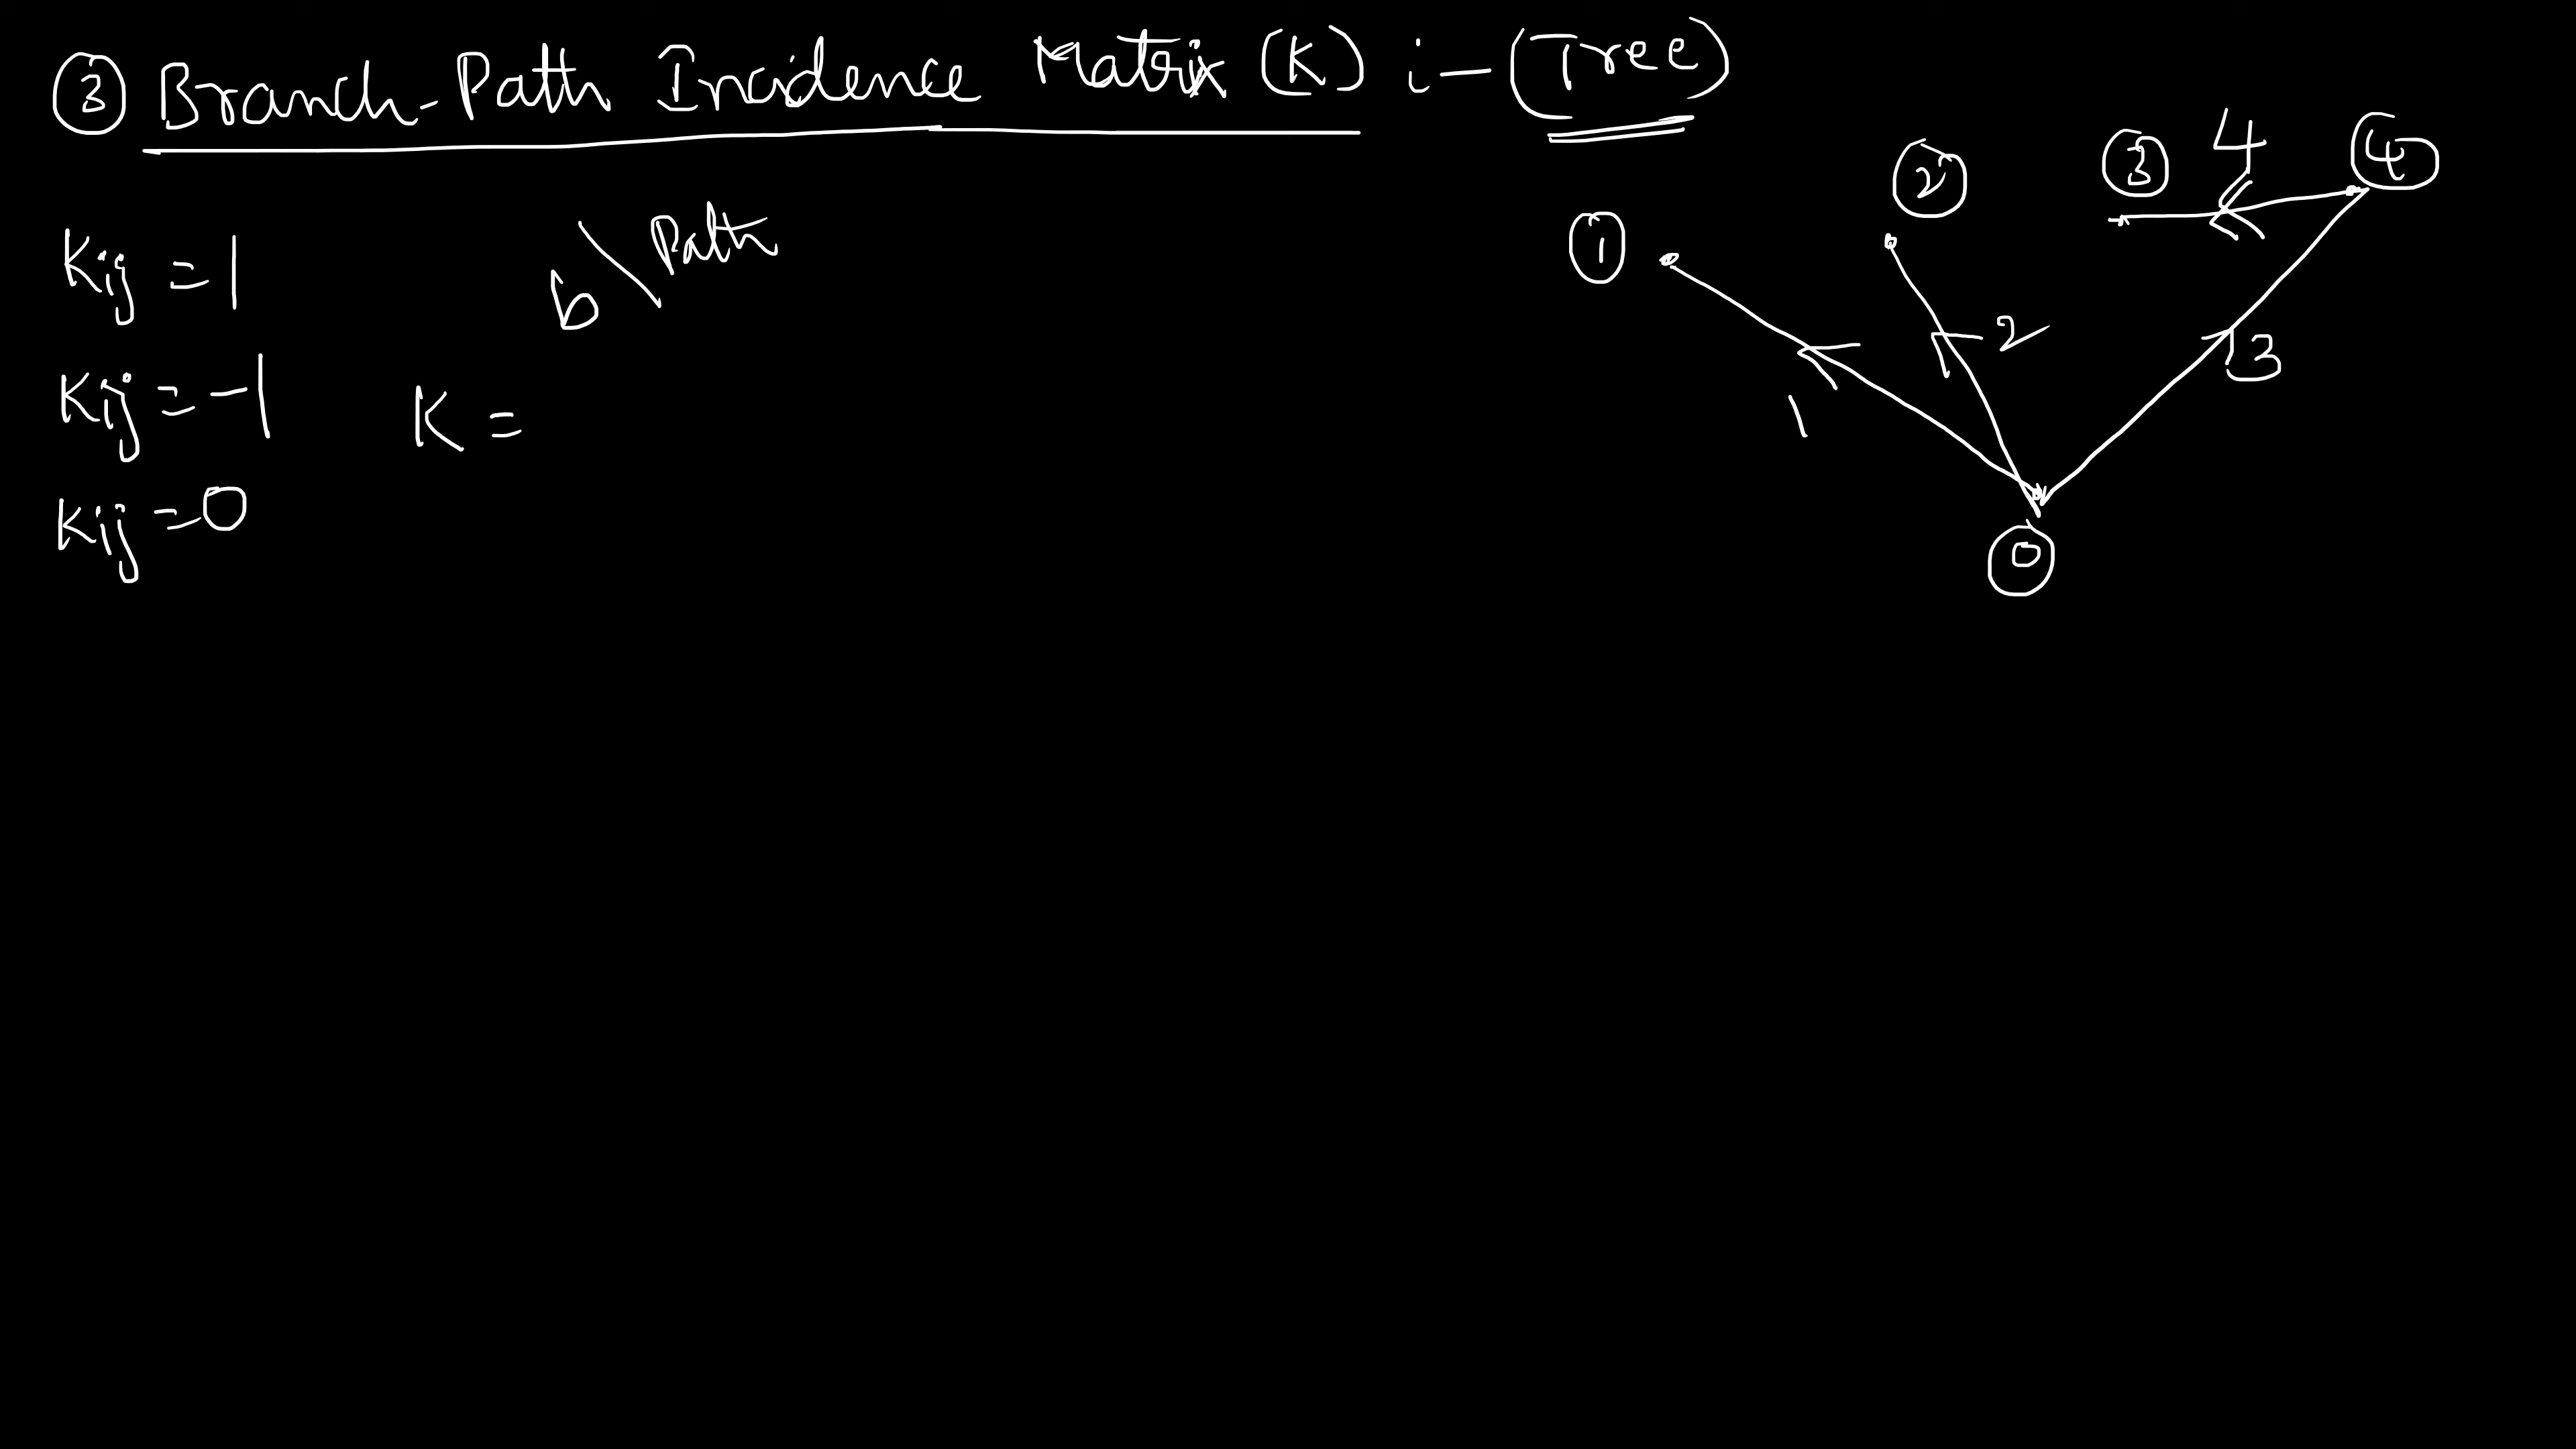 ③ Branch-Path Incidence Matrix (K) :- (Tree)
Kij = 1
Kij = -1
Kij = 0
b \ Path
K =
① ② ③ ④
4
2
3
1
⓪